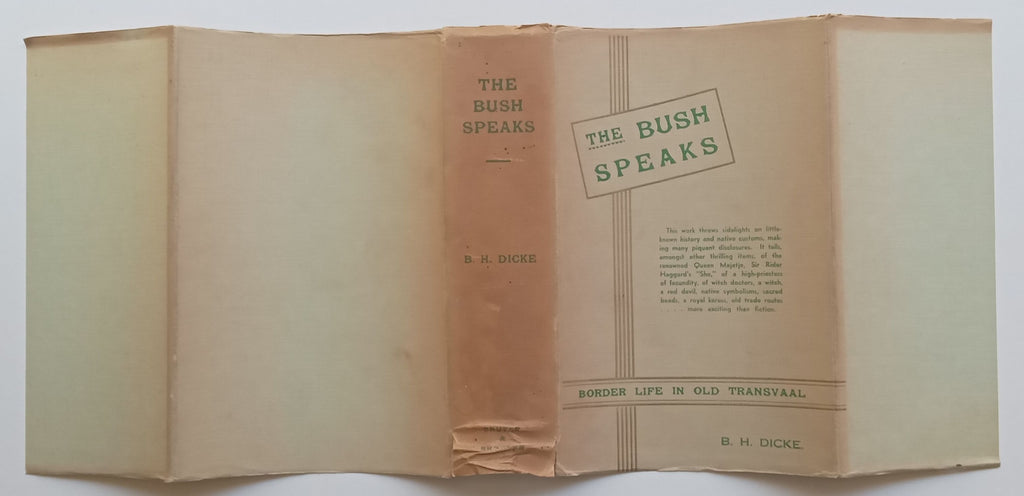 THE
BUSH
SPEAKS
B. H. DICKE
&
THE BUSH
SPEAKS
This work throws sidelights on little-
known history and native customs, mak-
ing many piquant disclosures. It tells,
amongst other thrilling items, of the
renowned Queen Majatje, Sir Rider
Haggard's "She," of a high-priestess
of fecundity, of witch doctors, a witch,
a red devil, native symbolisms, sacred
beads, a royal kaross, old trade routes
. . . . more exciting than fiction.
BORDER LIFE IN OLD TRANSVAAL
B. H. DICKE.